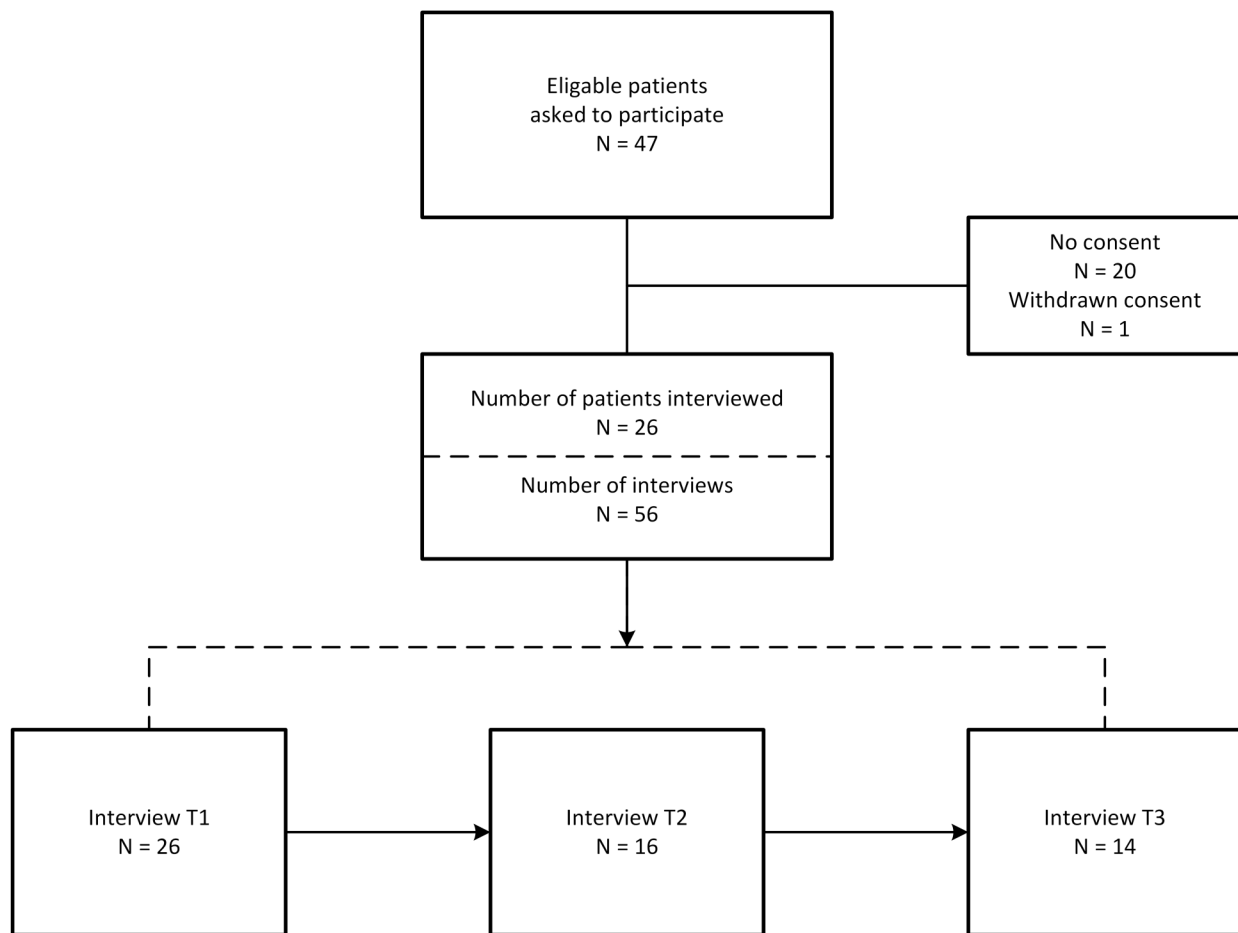 Eligable patients
asked to participate
N = 47
No consent
N = 20
Withdrawn consent
N = 1
Number of patients interviewed
N = 26
Number of interviews
N = 56
Interview T1
N = 26
Interview T2
N = 16
Interview T3
N = 14